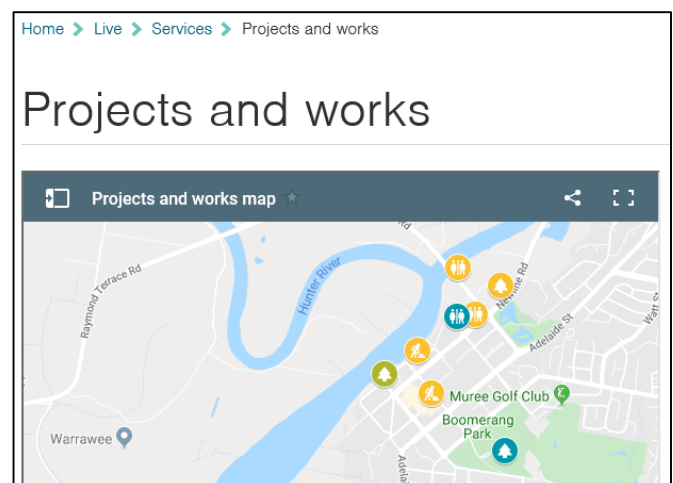 Home > Live > Services > Projects and works
Projects and works
Projects and works map
Raymond Terrace Rd
Hunter River
Newline Rd
Adelaide St
Muree Golf Club
Boomerang
Park
Warrawee